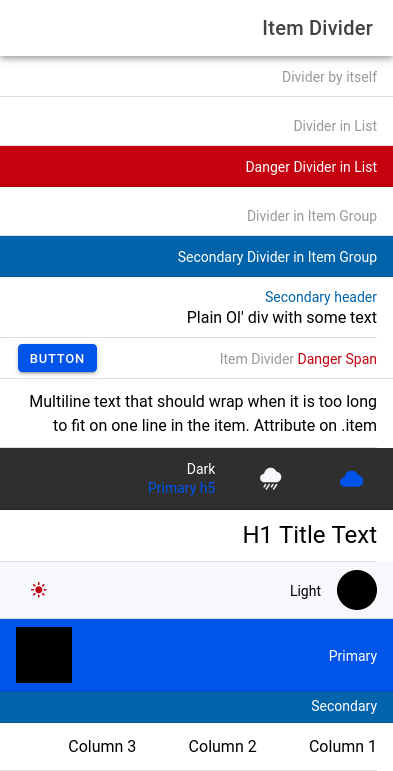 Item Divider
Divider by itself
Divider in List
Danger Divider in List
Divider in Item Group
Secondary Divider in Item Group
Secondary header
Plain Ol' div with some text
Item Divider Danger Span
BUTTON
Multiline text that should wrap when it is too long
to fit on one line in the item. Attribute on .item
Dark
Primary h5
H1 Title Text
Light
Primary
Secondary
Column 1
Column 2
Column 3